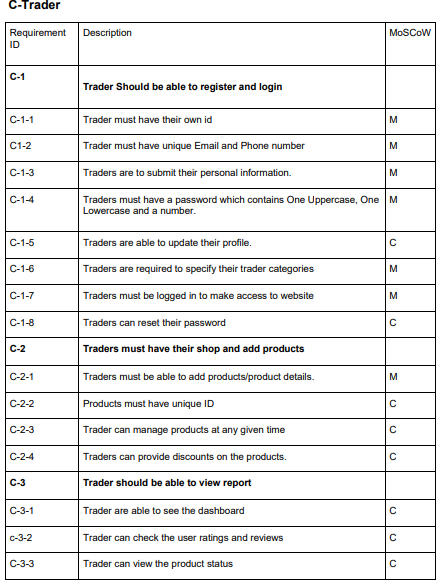 C-Trader
Requirement ID Description MoSCoW
C-1 Trader Should be able to register and login
C-1-1 Trader must have their own id M
C1-2 Trader must have unique Email and Phone number M
C-1-3 Traders are to submit their personal information. M
C-1-4 Traders must have a password which contains One Uppercase, One Lowercase and a number. M
C-1-5 Traders are able to update their profile. C
C-1-6 Traders are required to specify their trader categories M
C-1-7 Traders must be logged in to make access to website M
C-1-8 Traders can reset their password C
C-2 Traders must have their shop and add products
C-2-1 Traders must be able to add products/product details. M
C-2-2 Products must have unique ID C
C-2-3 Trader can manage products at any given time C
C-2-4 Traders can provide discounts on the products. C
C-3 Trader should be able to view report
C-3-1 Trader are able to see the dashboard C
c-3-2 Trader can check the user ratings and reviews C
C-3-3 Trader can view the product status C